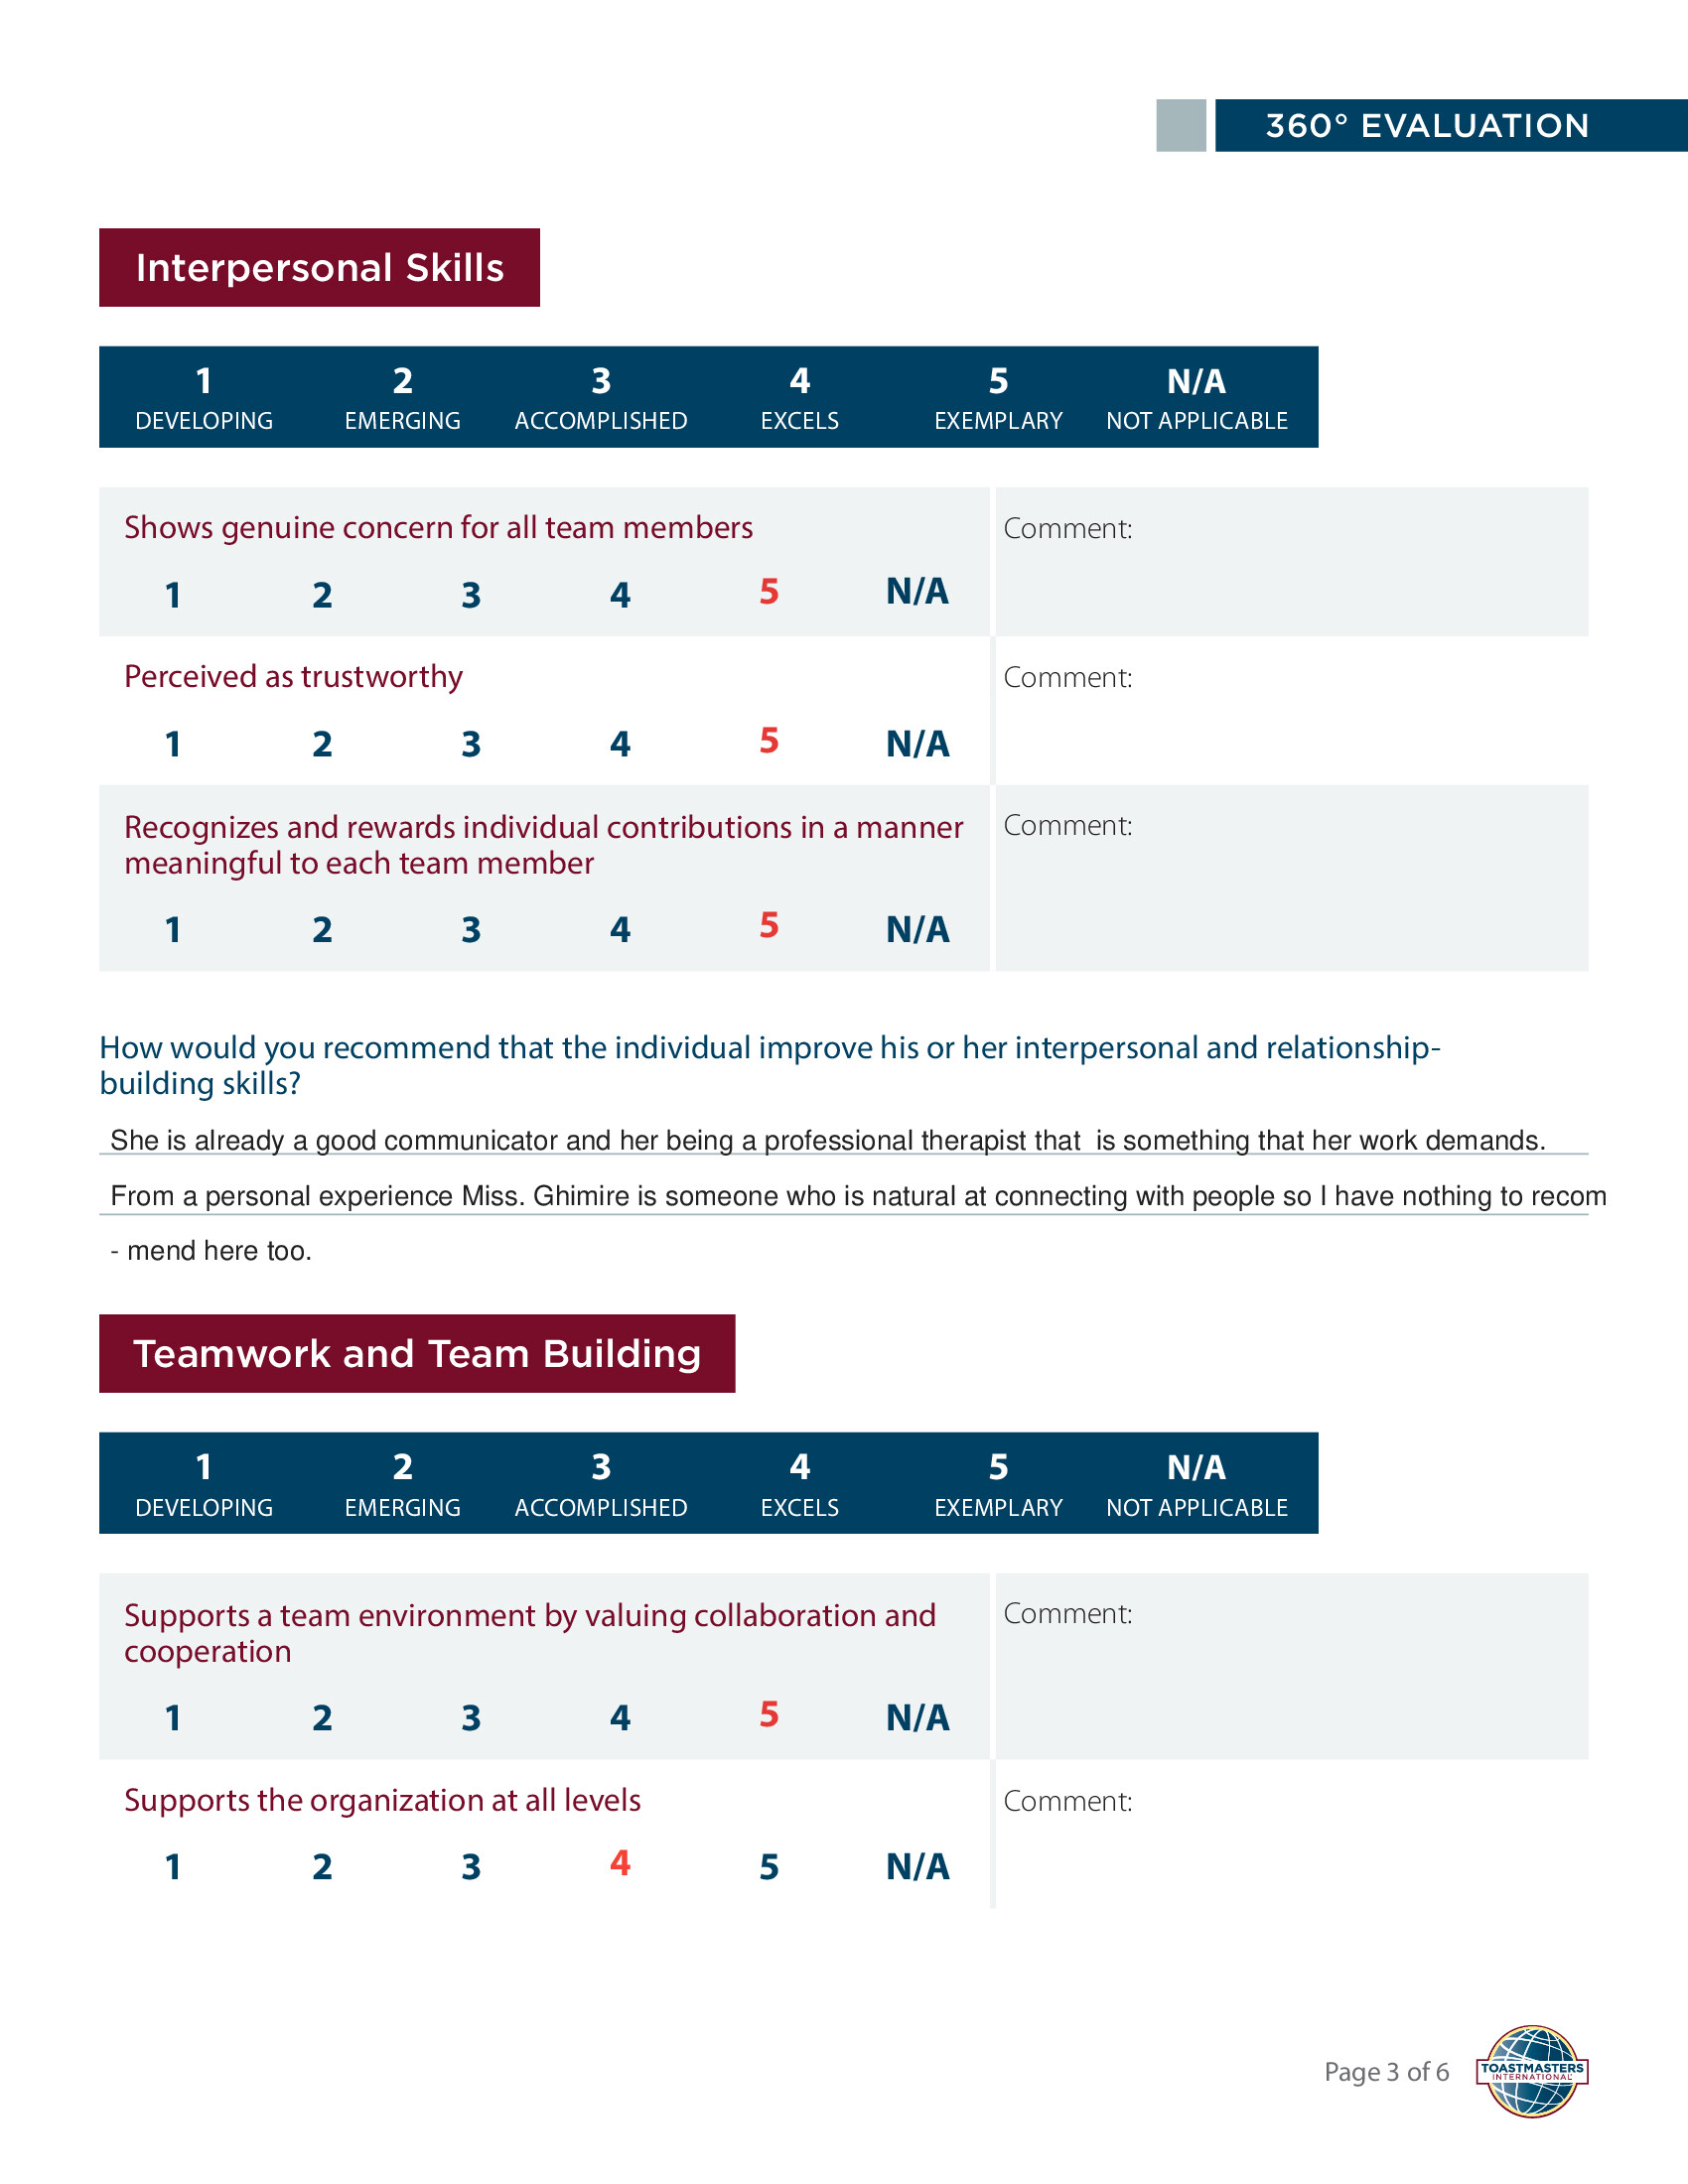 360° EVALUATION
Interpersonal Skills
1 2 3 4 5 N/A
DEVELOPING EMERGING ACCOMPLISHED EXCELS EXEMPLARY NOT APPLICABLE
Shows genuine concern for all team members
Comment:
1 2 3 4 5 N/A
Perceived as trustworthy
Comment:
1 2 3 4 5 N/A
Recognizes and rewards individual contributions in a manner
meaningful to each team member
Comment:
1 2 3 4 5 N/A
How would you recommend that the individual improve his or her interpersonal and relationship-
building skills?
She is already a good communicator and her being a professional therapist that  is something that her work demands.
From a personal experience Miss. Ghimire is someone who is natural at connecting with people so I have nothing to recom
- mend here too.
Teamwork and Team Building
1 2 3 4 5 N/A
DEVELOPING EMERGING ACCOMPLISHED EXCELS EXEMPLARY NOT APPLICABLE
Supports a team environment by valuing collaboration and
cooperation
Comment:
1 2 3 4 5 N/A
Supports the organization at all levels
Comment:
1 2 3 4 5 N/A
Page 3 of 6
TOASTMASTERS
INTERNATIONAL